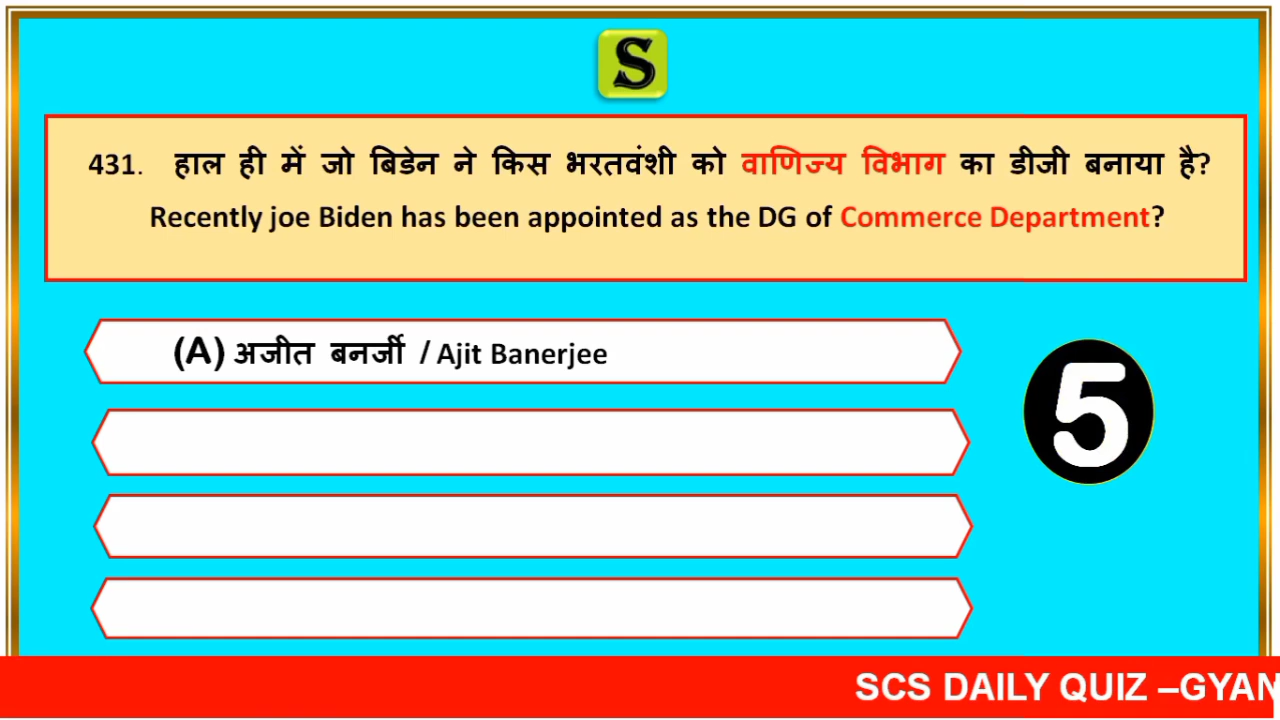 S
431. हाल ही में जो बिडेन ने किस भरतवंशी को वाणिज्य विभाग का डीजी बनाया है?
Recently joe Biden has been appointed as the DG of Commerce Department?
(A) अजीत बनर्जी / Ajit Banerjee
5
SCS DAILY QUIZ –GYAN